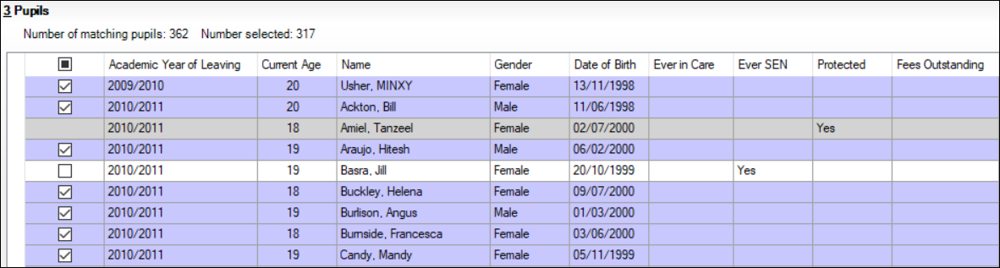 3 Pupils
Number of matching pupils: 362 Number selected: 317
Academic Year of Leaving Current Age Name Gender Date of Birth Ever in Care Ever SEN Protected Fees Outstanding
2009/2010 20 Usher, MINXY Female 13/11/1998
2010/2011 20 Ackton, Bill Male 11/06/1998
2010/2011 18 Amiel, Tanzeel Female 02/07/2000 Yes
2010/2011 19 Araujo, Hitesh Male 06/02/2000
2010/2011 19 Basra, Jill Female 20/10/1999 Yes
2010/2011 18 Buckley, Helena Female 09/07/2000
2010/2011 19 Burlison, Angus Male 01/03/2000
2010/2011 18 Burnside, Francesca Female 03/06/2000
2010/2011 19 Candy, Mandy Female 05/11/1999